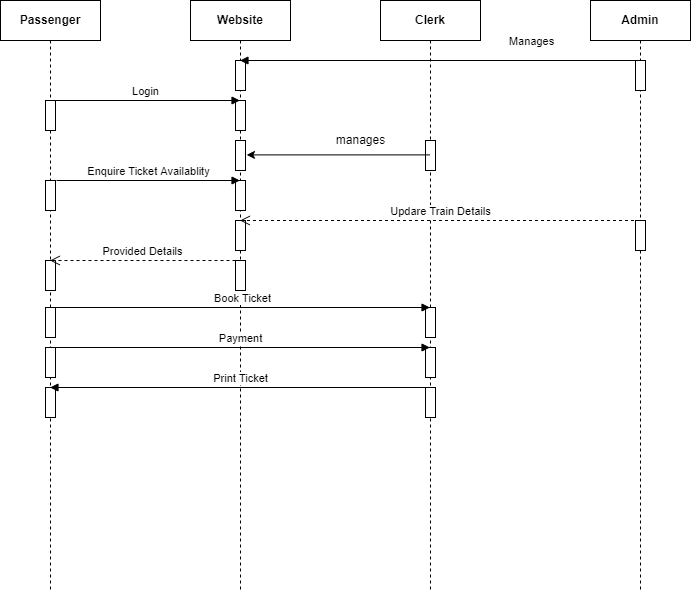 Passenger
Website
Clerk
Admin
Manages
Login
manages
Enquire Ticket Availablity
Updare Train Details
Provided Details
Book Ticket
Payment
Print Ticket